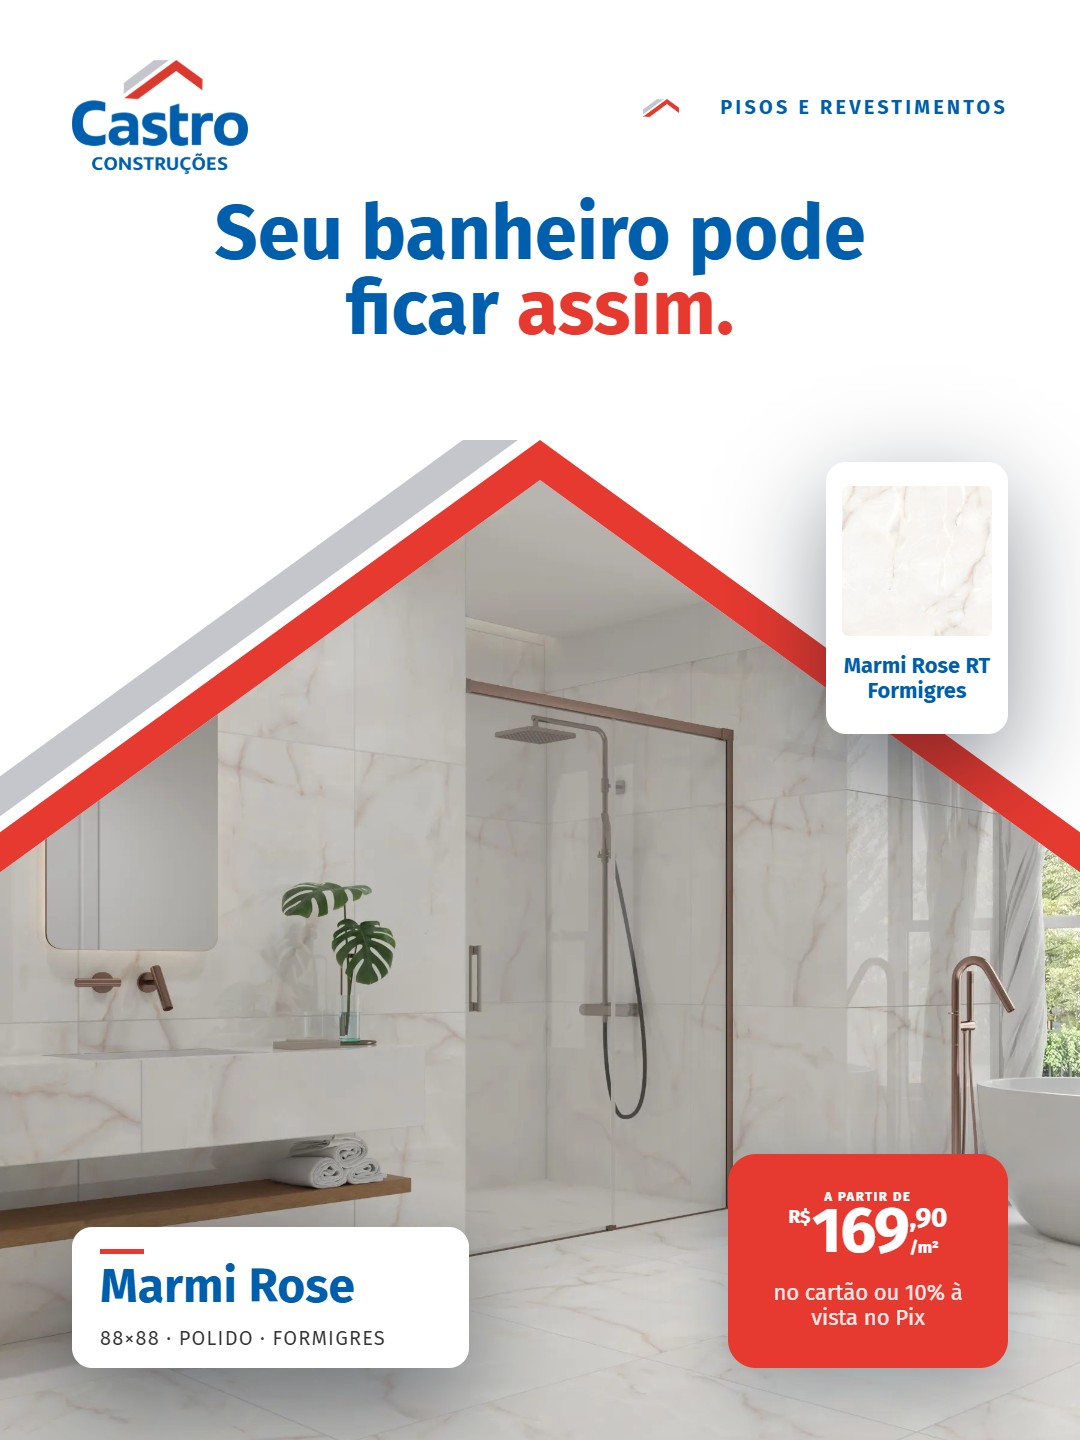 Castro
CONSTRUÇÕES
PISOS E REVESTIMENTOS
Seu banheiro pode
ficar assim.
Marmi Rose RT
Formigres
Marmi Rose
88×88 · POLIDO · FORMIGRES
A PARTIR DE
R$169,90
/m²
no cartão ou 10% à
vista no Pix